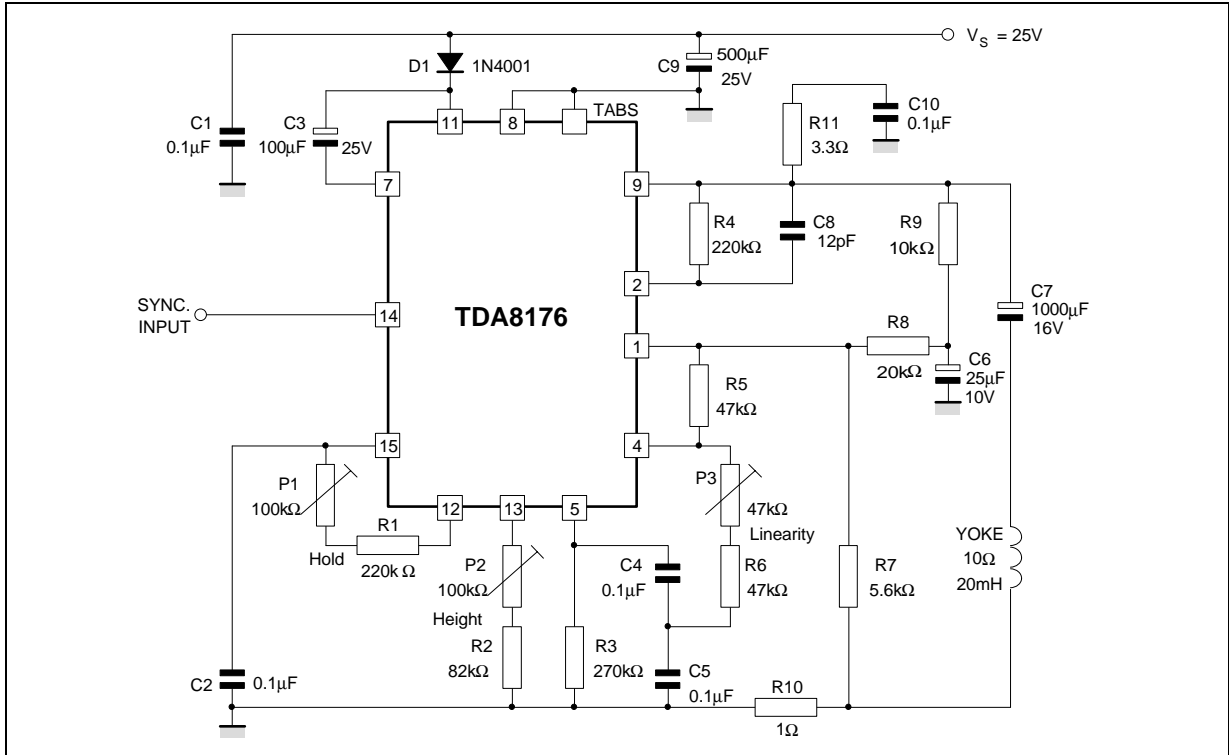 V_S = 25V
D1 1N4001
C9
500µF
25V
C1
0.1µF
C3
100µF
25V
11
8
TABS
R11
3.3Ω
C10
0.1µF
7
9
R4
220kΩ
C8
12pF
R9
10kΩ
2
C7
1000µF
16V
SYNC.
INPUT
14
TDA8176
1
R8
20kΩ
C6
25µF
10V
R5
47kΩ
15
4
P1
100kΩ
P3
47kΩ
Linearity
12
13
5
R1
220k Ω
Hold
P2
100kΩ
Height
C4
0.1µF
R6
47kΩ
R7
5.6kΩ
YOKE
10Ω
20mH
R2
82kΩ
R3
270kΩ
C5
0.1µF
C2
0.1µF
R10
1Ω